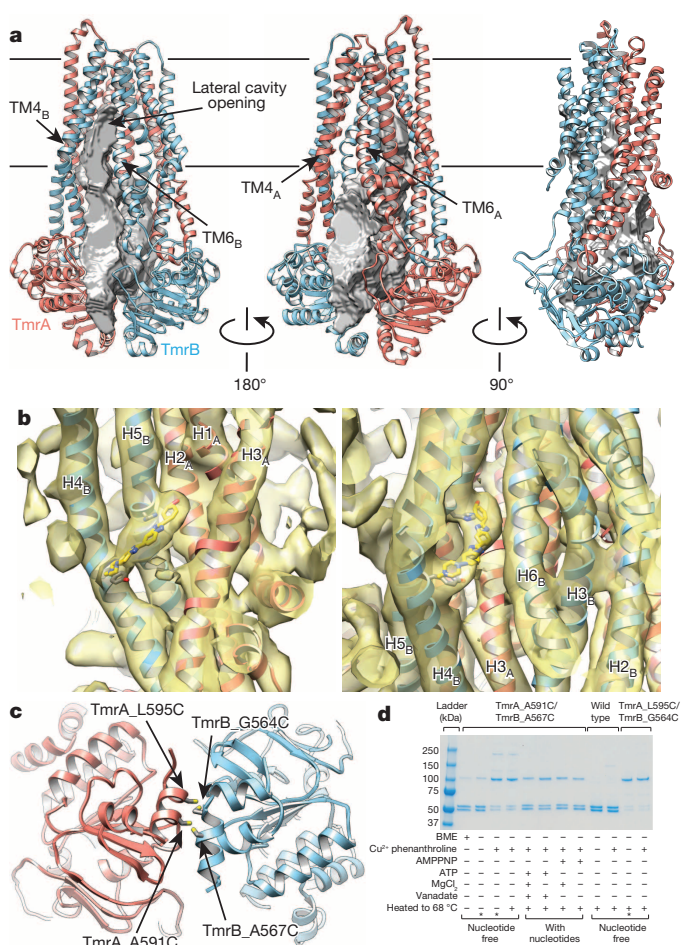 a
Lateral cavity
opening
TM4B
TM6B
TM4A
TM6A
TmrA
TmrB
180°
90°
b
H5B
H1A
H2A
H3A
H4B
H6B
H3B
H5B
H4B
H3A
H2B
c
TmrA_L595C
TmrB_G564C
TmrB_A567C
TmrA_A591C
d
Ladder (kDa)
TmrA_A591C/ TmrB_A567C
Wild type
TmrA_L595C/ TmrB_G564C
250
150
100
75
50
37
BME
Cu²⁺ phenanthroline
AMPPNP
ATP
MgCl₂
Vanadate
Heated to 68 °C
* * *
Nucleotide free
With nucleotides
Nucleotide free